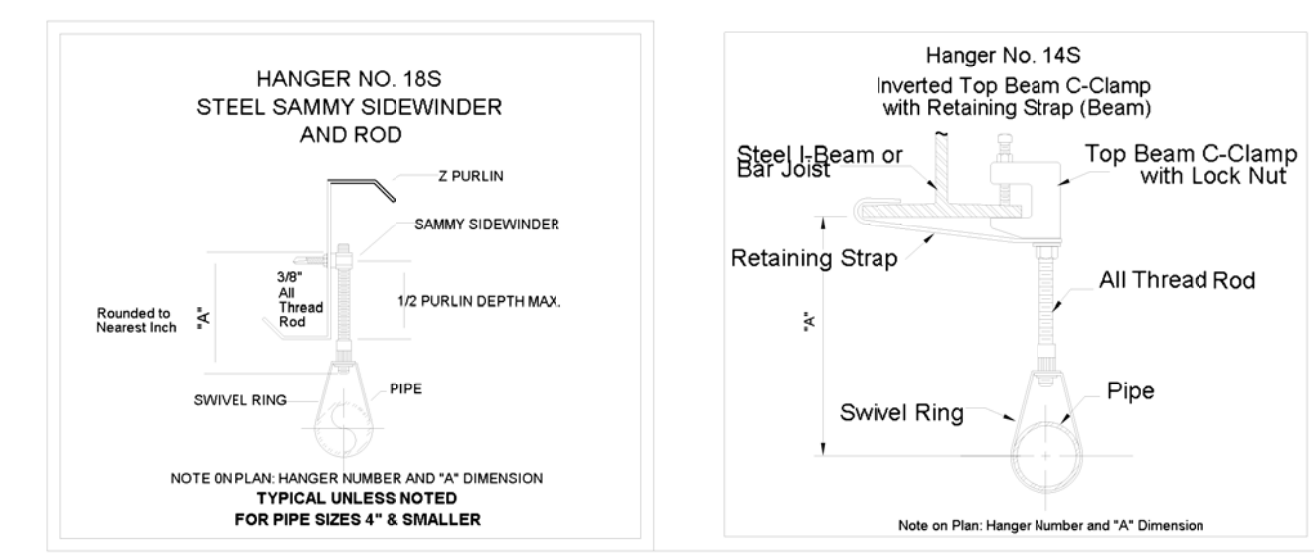 HANGER NO. 18S
STEEL SAMMY SIDEWINDER
AND ROD
Z PURLIN
SAMMY SIDEWINDER
3/8"
All
Thread
Rod
1/2 PURLIN DEPTH MAX.
Rounded to
Nearest Inch
"A"
SWIVEL RING
PIPE
NOTE ON PLAN: HANGER NUMBER AND "A" DIMENSION
TYPICAL UNLESS NOTED
FOR PIPE SIZES 4" & SMALLER
Hanger No. 14S
Inverted Top Beam C-Clamp
with Retaining Strap (Beam)
Steel I-Beam or
Bar Joist
Top Beam C-Clamp
with Lock Nut
Retaining Strap
All Thread Rod
"A"
Swivel Ring
Pipe
Note on Plan: Hanger Number and "A" Dimension